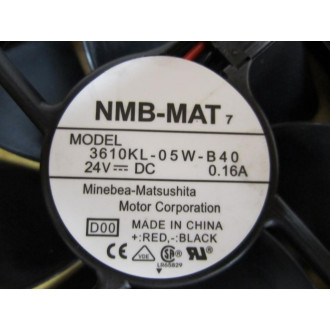 NMB-MAT 7
MODEL
3610KL-05W-B40
24V⎓DC 0.16A
Minebea-Matsushita
Motor Corporation
D00 MADE IN CHINA
+:RED,-:BLACK
LR60829